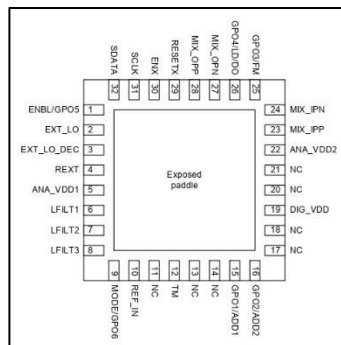 SDATA
SCLK
ENX
RESETX
MIX_OPP
MIX_OPN
GPO4/LD/DO
GPO3/FM
32
31
30
29
28
27
26
25
ENBL/GPO5 1
EXT_LO 2
EXT_LO_DEC 3
REXT 4
ANA_VDD1 5
LFILT1 6
LFILT2 7
LFILT3 8
Exposed
paddle
24 MIX_IPN
23 MIX_IPP
22 ANA_VDD2
21 NC
20 NC
19 DIG_VDD
18 NC
17 NC
9
10
11
12
13
14
15
16
MODE/GPO6
REF_IN
NC
TM
NC
NC
GPO1/ADD1
GPO2/ADD2